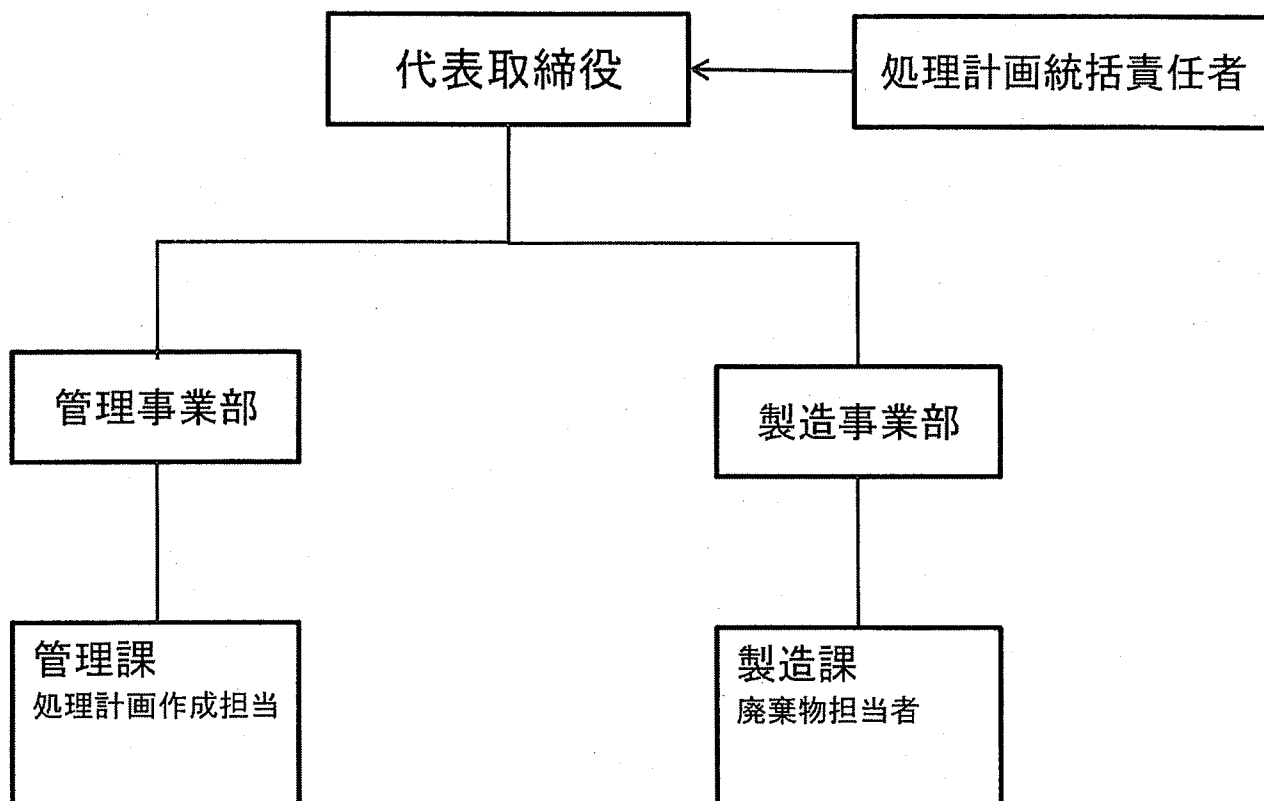 代表取締役
処理計画統括責任者
管理事業部
製造事業部
管理課
処理計画作成担当
製造課
廃棄物担当者